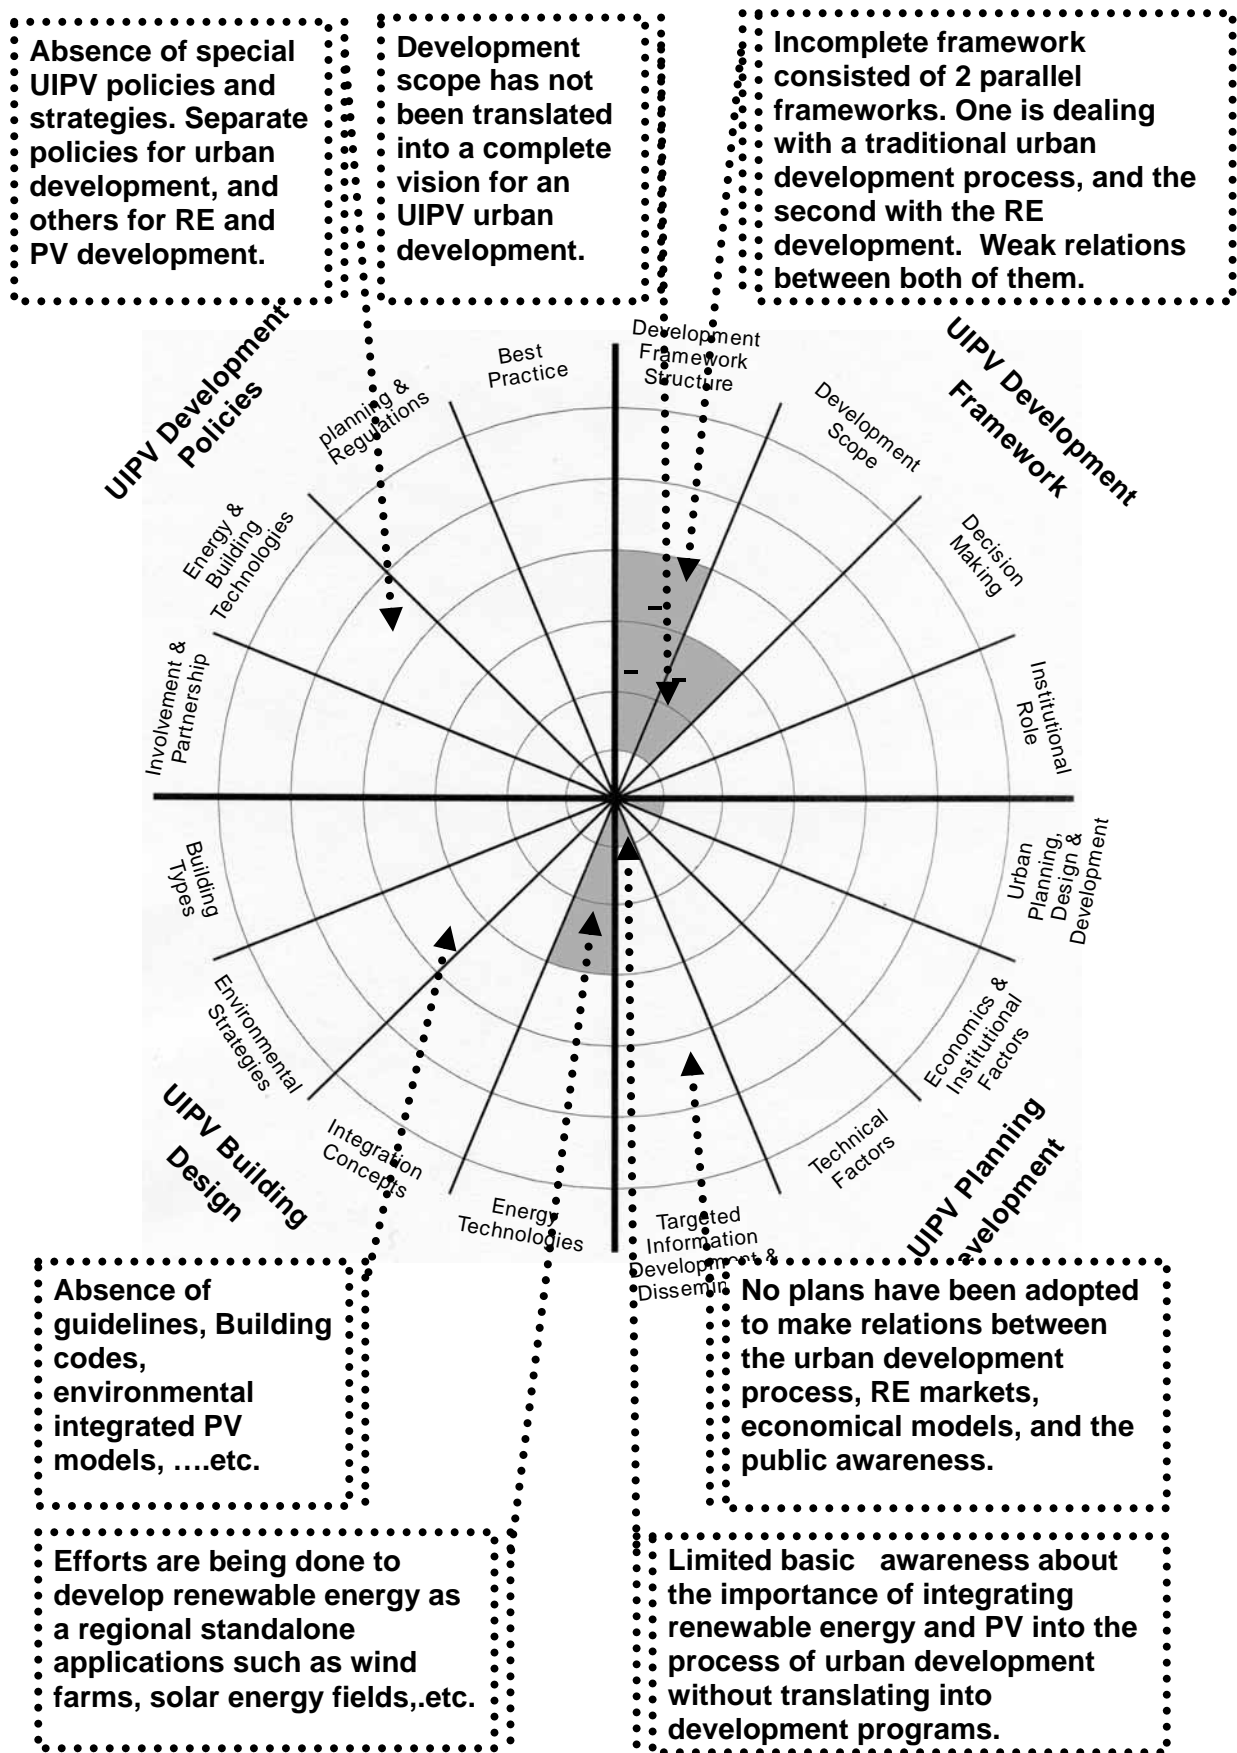 Absence of special
UIPV policies and
strategies. Separate
policies for urban
development, and
others for RE and
PV development.
Development
scope has not
been translated
into a complete
vision for an
UIPV urban
development.
Incomplete framework
consisted of 2 parallel
frameworks. One is dealing
with a traditional urban
development process, and the
second with the RE
development.  Weak relations
between both of them.
UIPV Development
Policies
Best
Practice
planning &
Regulations
Energy &
Building
Technologies
Involvement &
Partnership
Development
Framework
Structure
Development
Scope
Decision
Making
Institutional
Role
UIPV Development
Framework
Building
Types
Environmental
Strategies
Integration
Concepts
Energy
Technologies
UIPV Building
Design
Urban
Planning,
Design &
Development
Economics &
Institutional
Factors
Technical
Factors
Targeted
Information
Development &
Dissemin
UIPV Planning
evelopment
Absence of
guidelines, Building
codes,
environmental
integrated PV
models, ….etc.
No plans have been adopted
to make relations between
the urban development
process, RE markets,
economical models, and the
public awareness.
Efforts are being done to
develop renewable energy as
a regional standalone
applications such as wind
farms, solar energy fields,.etc.
Limited basic   awareness about
the importance of integrating
renewable energy and PV into the
process of urban development
without translating into
development programs.